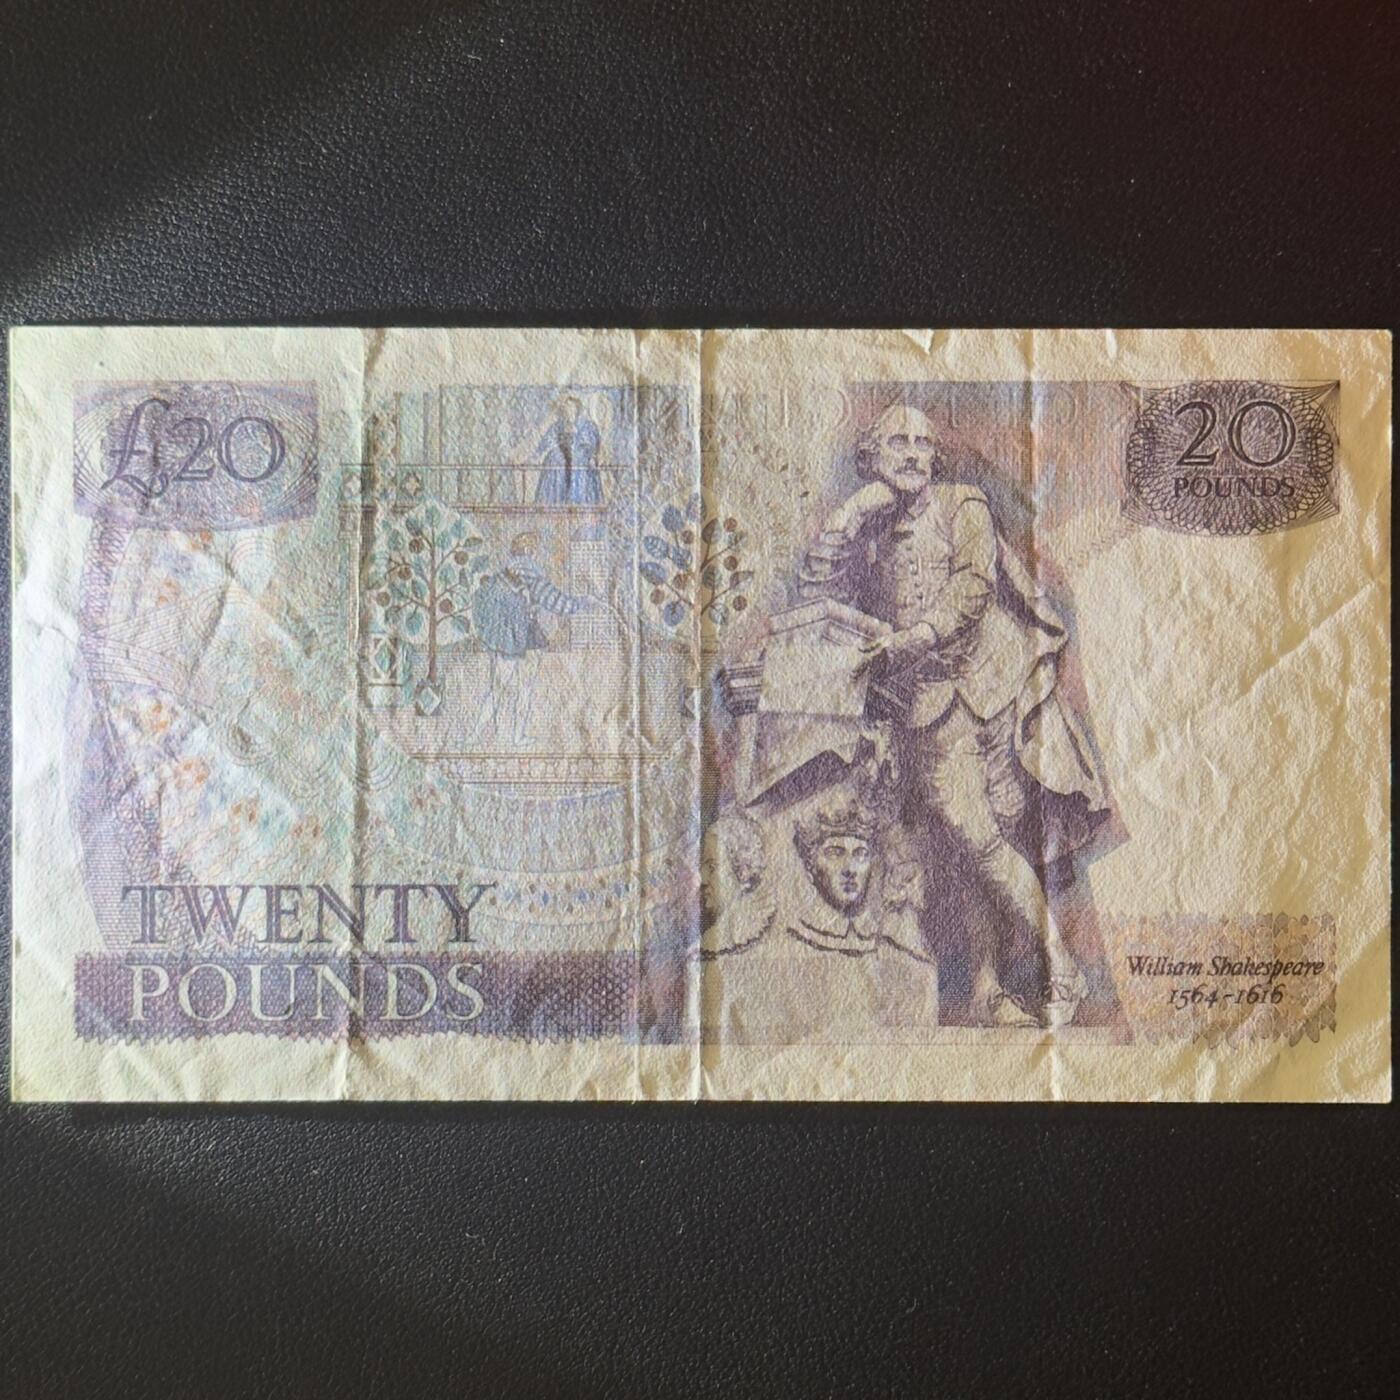 £20
20
POUNDS
TWENTY
POUNDS
William Shakespeare
1564-1616